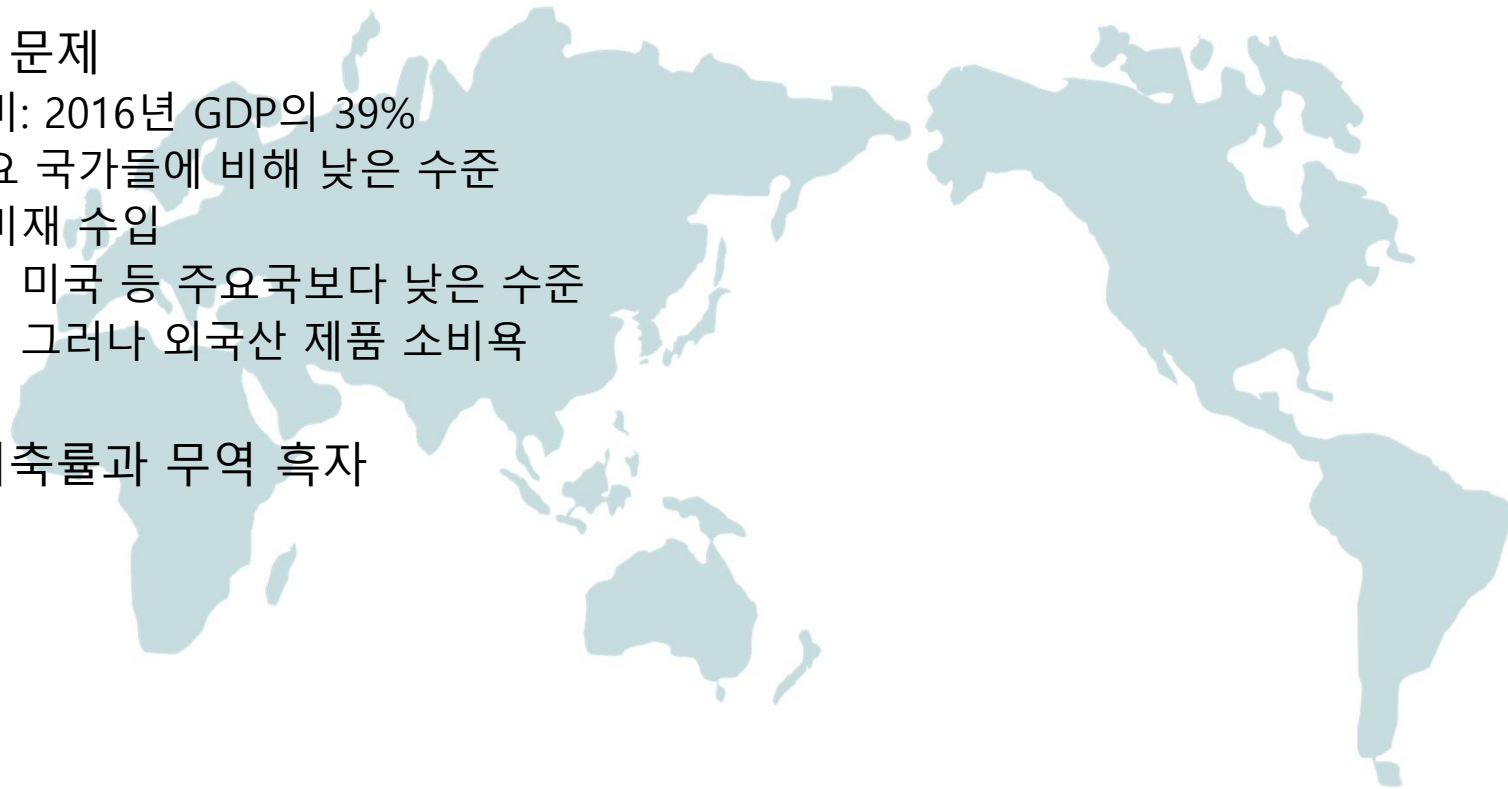 문제
비: 2016년 GDP의 39%
요 국가들에 비해 낮은 수준
비재 수입
미국 등 주요국보다 낮은 수준
그러나 외국산 제품 소비욕
축률과 무역 흑자